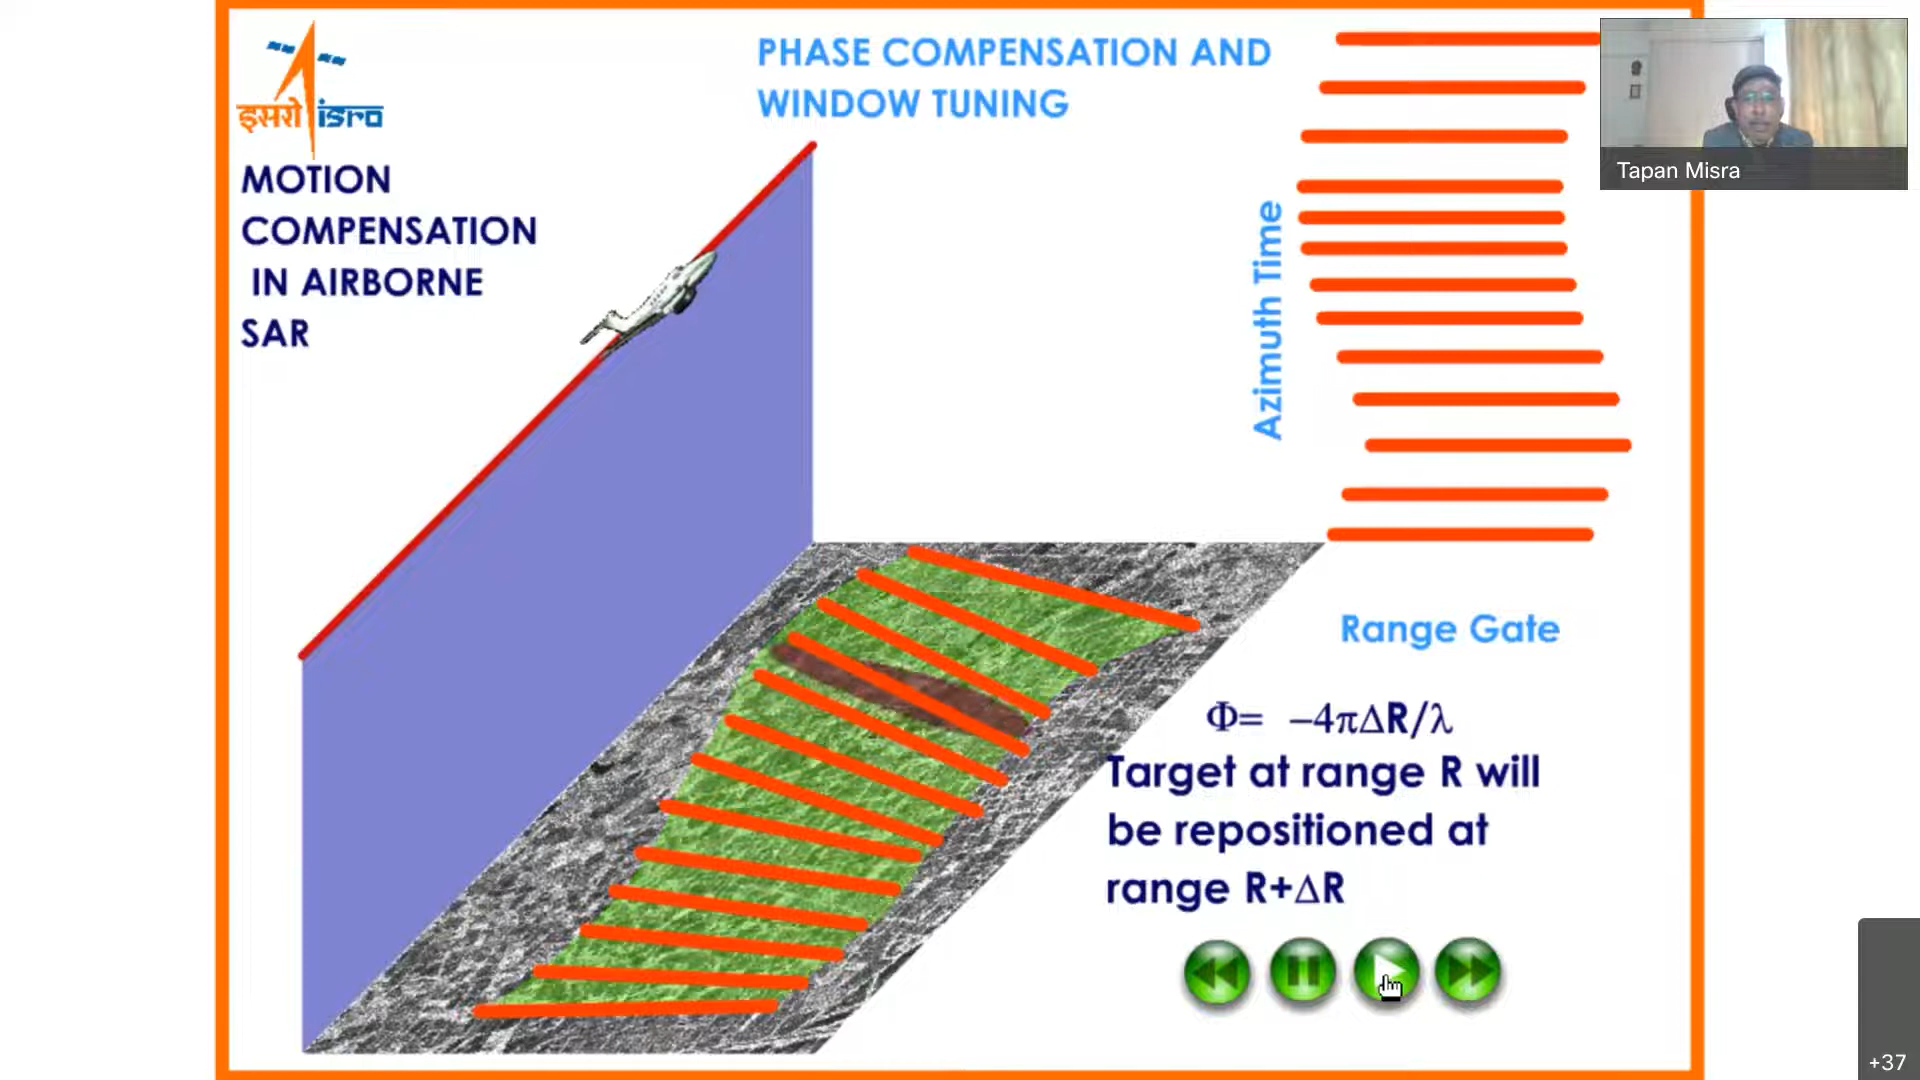 इसरो isro
MOTION
COMPENSATION
IN AIRBORNE
SAR
PHASE COMPENSATION AND
WINDOW TUNING
Azimuth Time
Range Gate
Φ= −4πΔR/λ
Target at range R will
be repositioned at
range R+ΔR
Tapan Misra
+37